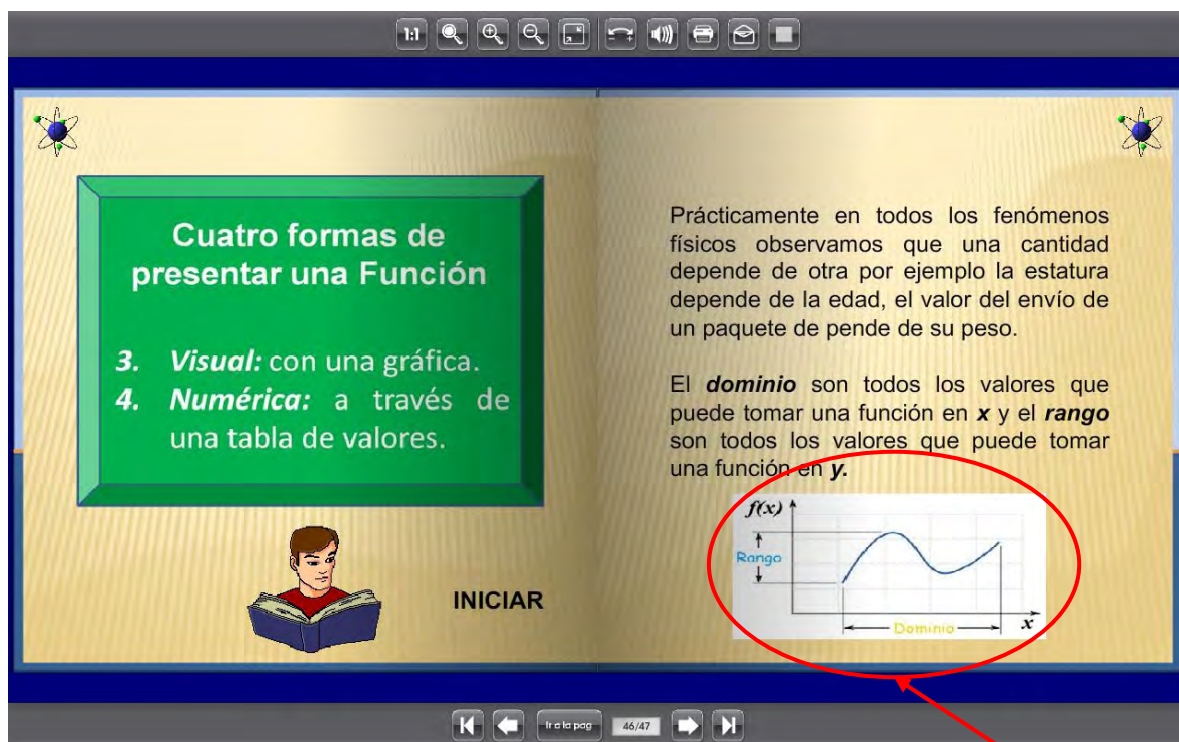 1:1
Cuatro formas de
presentar una Función
3. Visual: con una gráfica.
4. Numérica: a través de
una tabla de valores.
INICIAR
Prácticamente en todos los fenómenos
físicos observamos que una cantidad
depende de otra por ejemplo la estatura
depende de la edad, el valor del envío de
un paquete de pende de su peso.
El dominio son todos los valores que
puede tomar una función en x y el rango
son todos los valores que puede tomar
una función en y.
f(x)
Rango
Dominio
x
Ir a la pag
46/47